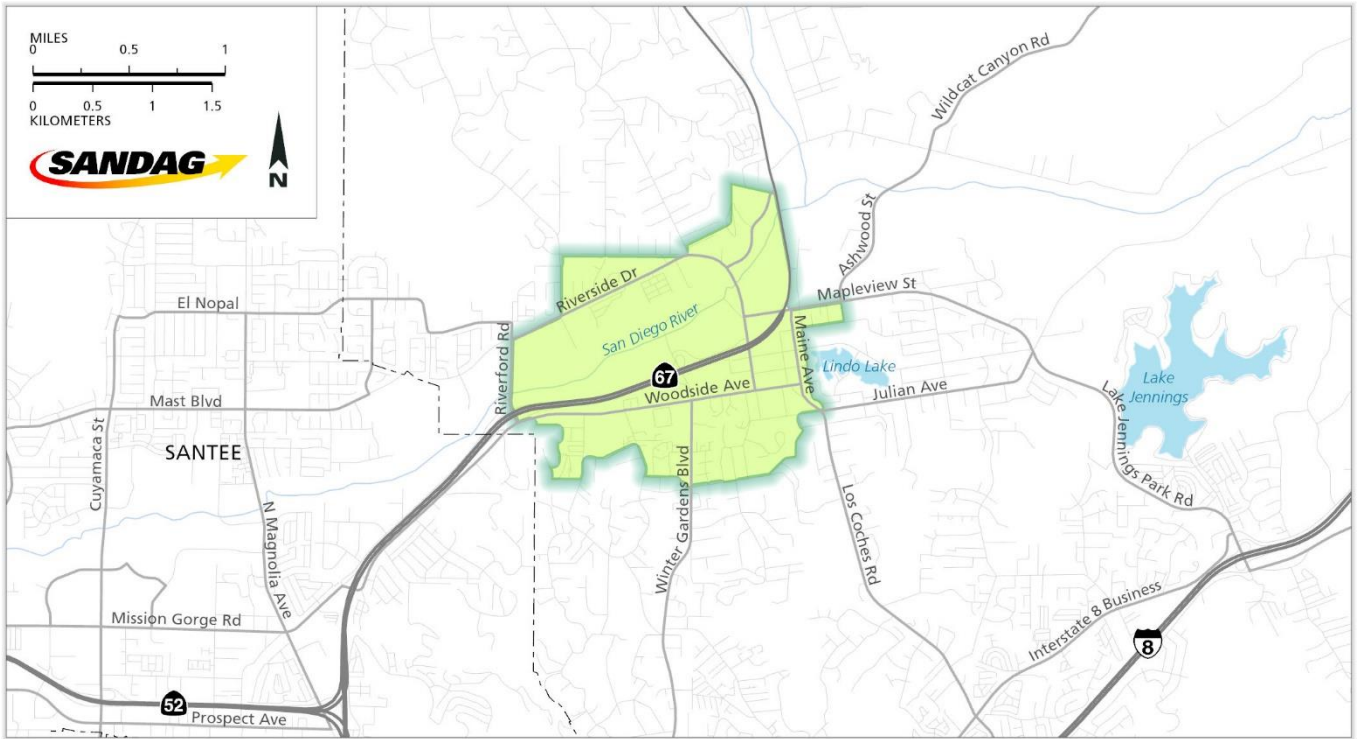 MILES
0 0.5 1
0 0.5 1 1.5
KILOMETERS
SANDAG
N
Wildcat Canyon Rd
Ashwood St
Riverside Dr
Mapleview St
El Nopal
San Diego River
Riverford Rd
Maine Ave
Lindo Lake
67
Woodside Ave
Julian Ave
Lake
Jennings
Mast Blvd
Lake Jennings Park Rd
SANTEE
Cuyamaca St
N Magnolia Ave
Winter Gardens Blvd
Los Coches Rd
Mission Gorge Rd
Interstate 8 Business
8
52
Prospect Ave